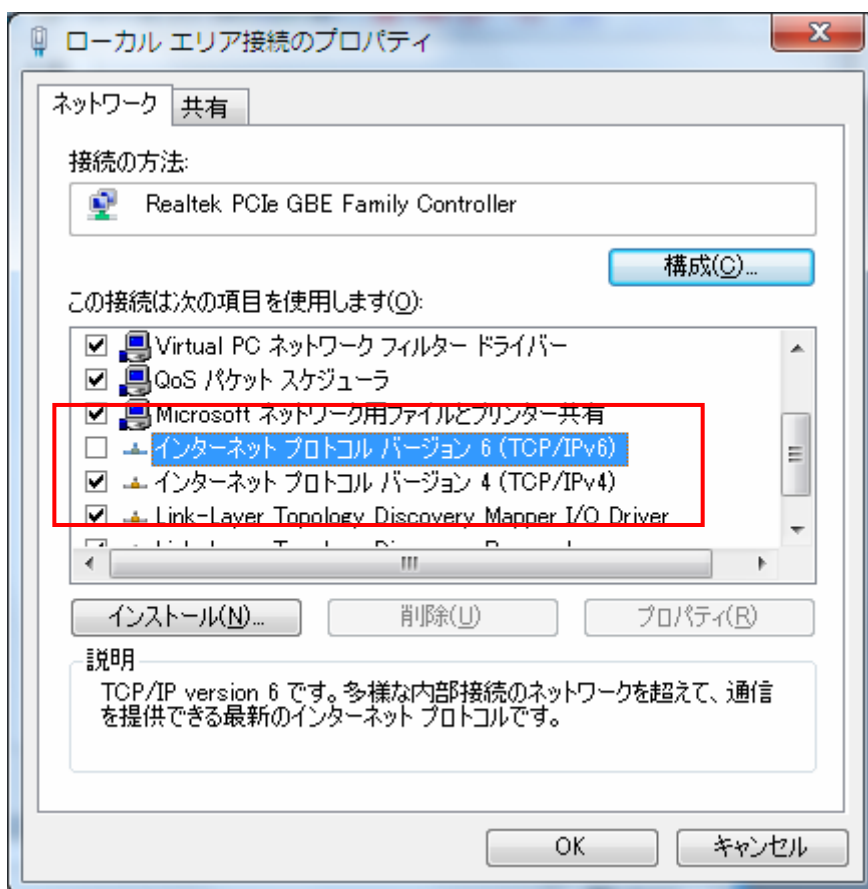 ローカル エリア接続のプロパティ
ネットワーク
共有
接続の方法:
Realtek PCIe GBE Family Controller
構成(C)...
この接続は次の項目を使用します(O):
Virtual PC ネットワーク フィルター ドライバー
QoS パケット スケジューラ
Microsoft ネットワーク用ファイルとプリンター共有
インターネット プロトコル バージョン 6 (TCP/IPv6)
インターネット プロトコル バージョン 4 (TCP/IPv4)
Link-Layer Topology Discovery Mapper I/O Driver
インストール(N)...
削除(U)
プロパティ(R)
説明
TCP/IP version 6 です。多様な内部接続のネットワークを超えて、通信
を提供できる最新のインターネット プロトコルです。
OK
キャンセル